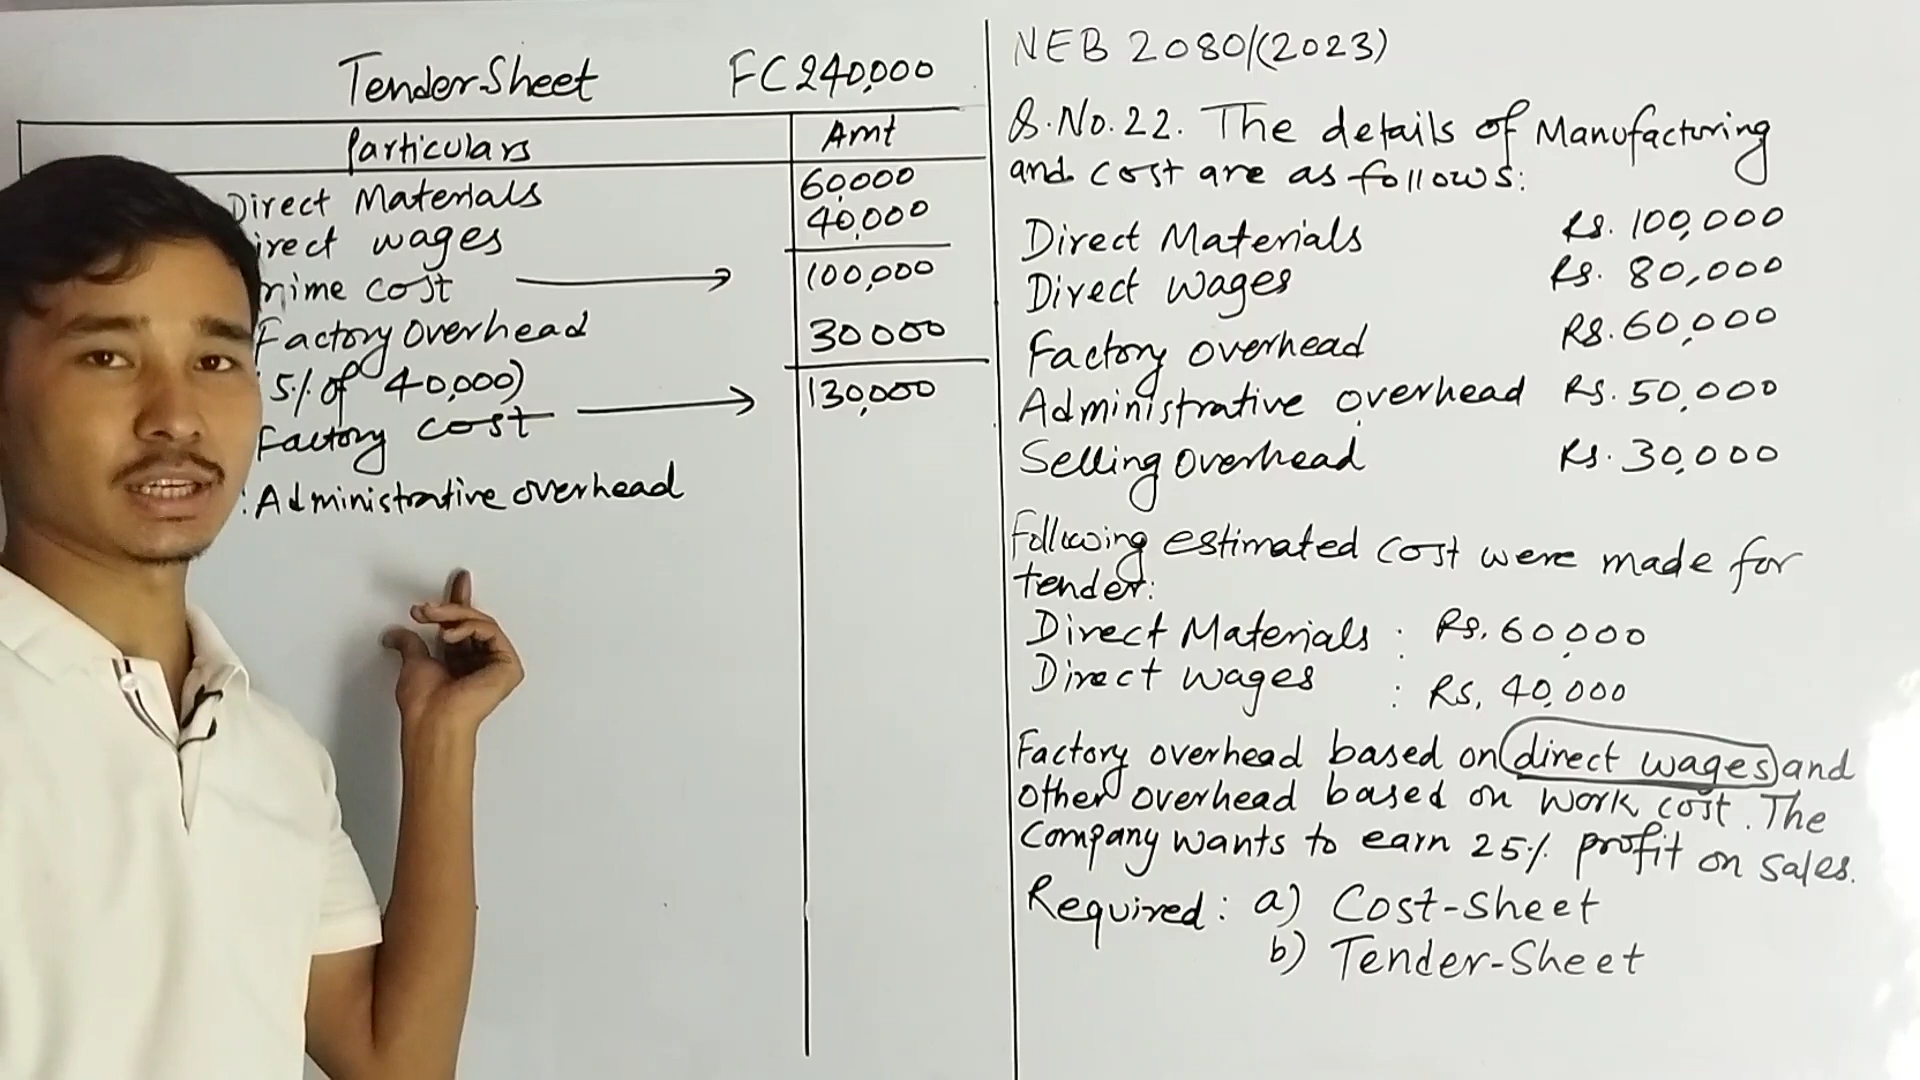 Tender-Sheet FC 240,000
Particulars Amt
Direct Materials 60,000
irect wages 40,000
rime cost 100,000
Factory overhead 30000
5% of 40,000)
Factory cost 130,000
: Administrative overhead
NEB 2080/(2023)
Q.No.22. The details of Manufacturing
and cost are as follows:
Direct Materials Rs. 100,000
Direct Wages Rs. 80,000
Factory overhead Rs. 60,000
Administrative overhead Rs. 50,000
Selling overhead Rs. 30,000
Following estimated cost were made for
tender:
Direct Materials : Rs. 60,000
Direct wages : Rs, 40,000
Factory overhead based on direct wages and
other overhead based on work cost. The
Company wants to earn 25% profit on sales.
Required: a) Cost-Sheet
b) Tender-Sheet